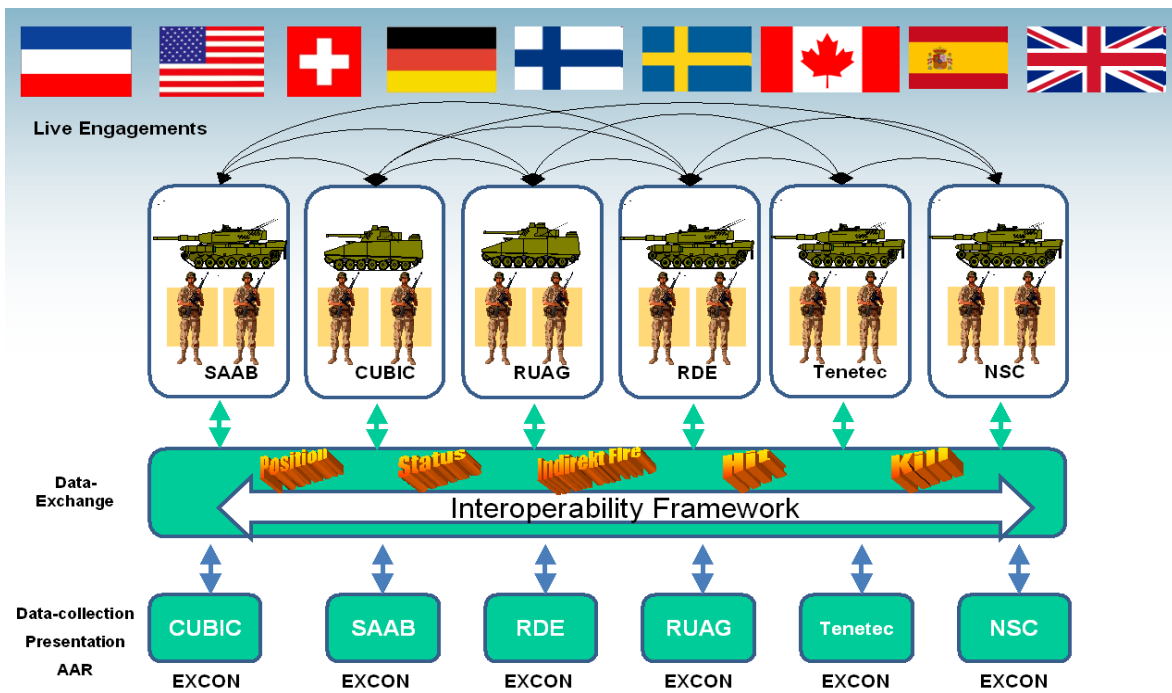 Live Engagements
SAAB
CUBIC
RUAG
RDE
Tenetec
NSC
Position
Status
Indirekt Fire
Hit
Kill
Data-
Exchange
Interoperability Framework
Data-collection
Presentation
AAR
CUBIC
SAAB
RDE
RUAG
Tenetec
NSC
EXCON
EXCON
EXCON
EXCON
EXCON
EXCON